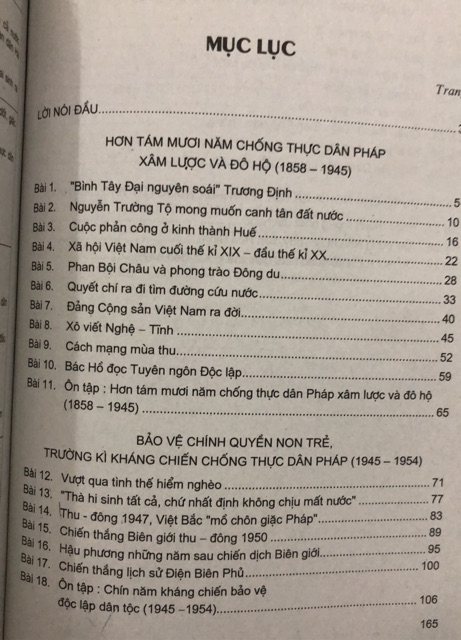 MỤC LỤC
Tran
LỜI NÓI ĐẦU
HƠN TÁM MƯƠI NĂM CHỐNG THỰC DÂN PHÁP
XÂM LƯỢC VÀ ĐÔ HỘ (1858 – 1945)
Bài 1. "Bình Tây Đại nguyên soái" Trương Định 5
Bài 2. Nguyễn Trường Tộ mong muốn canh tân đất nước 10
Bài 3. Cuộc phản công ở kinh thành Huế 16
Bài 4. Xã hội Việt Nam cuối thế kỉ XIX – đầu thế kỉ XX 22
Bài 5. Phan Bội Châu và phong trào Đông du 28
Bài 6. Quyết chí ra đi tìm đường cứu nước 33
Bài 7. Đảng Cộng sản Việt Nam ra đời 40
Bài 8. Xô viết Nghệ – Tĩnh 45
Bài 9. Cách mạng mùa thu 52
Bài 10. Bác Hồ đọc Tuyên ngôn Độc lập 59
Bài 11. Ôn tập : Hơn tám mươi năm chống thực dân Pháp xâm lược và đô hộ
(1858 – 1945) 65
BẢO VỆ CHÍNH QUYỀN NON TRẺ,
TRƯỜNG KÌ KHÁNG CHIẾN CHỐNG THỰC DÂN PHÁP (1945 – 1954)
Bài 12. Vượt qua tình thế hiểm nghèo 71
Bài 13. "Thà hi sinh tất cả, chứ nhất định không chịu mất nước" 77
Bài 14. Thu - đông 1947, Việt Bắc "mồ chôn giặc Pháp" 83
Bài 15. Chiến thắng Biên giới thu – đông 1950 89
Bài 16. Hậu phương những năm sau chiến dịch Biên giới 95
Bài 17. Chiến thắng lịch sử Điện Biên Phủ 100
Bài 18. Ôn tập : Chín năm kháng chiến bảo vệ
độc lập dân tộc (1945 –1954) 106
165